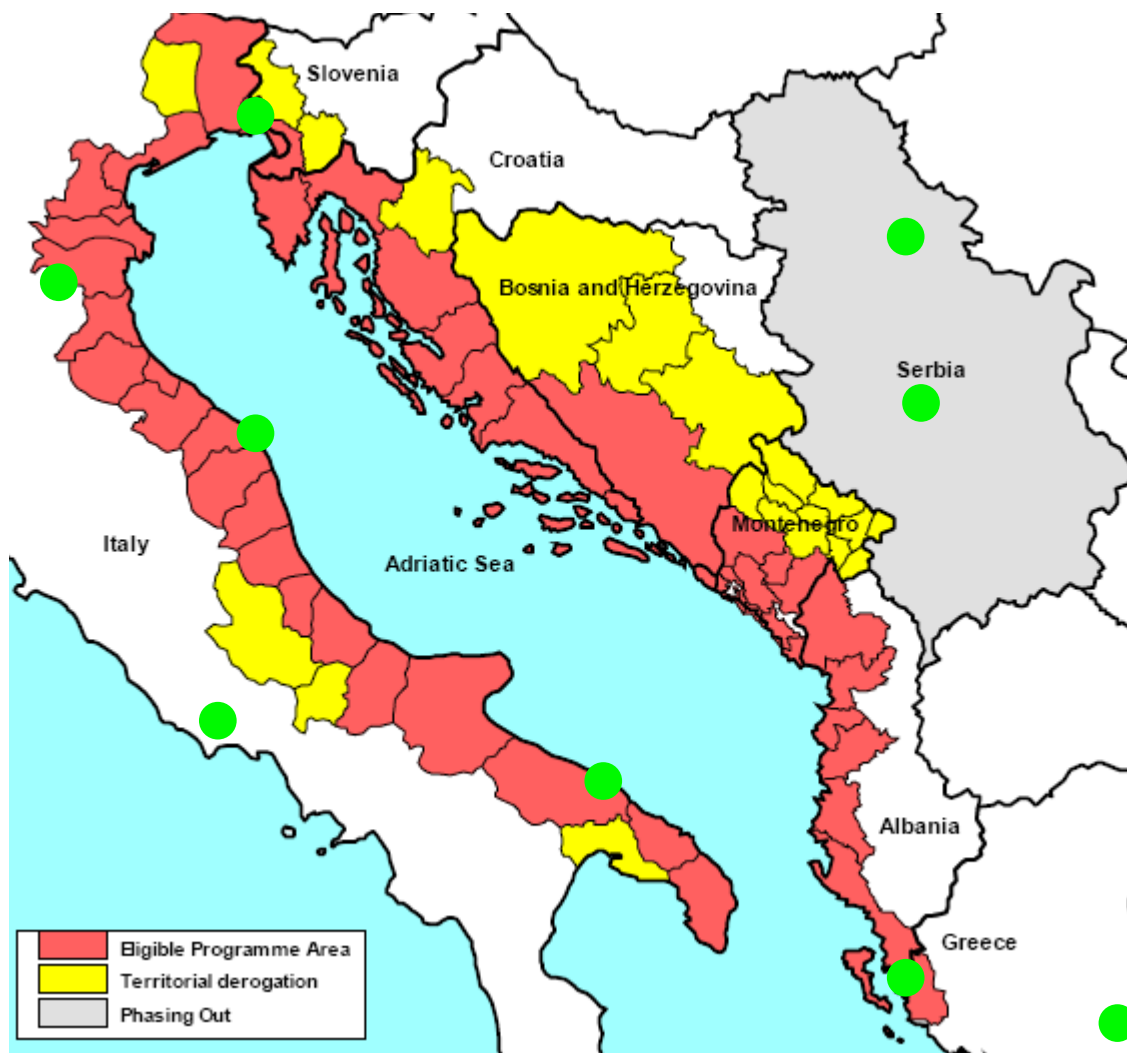 Slovenia
Croatia
Bosnia and Herzegovina
Serbia
Montenegro
Italy
Adriatic Sea
Albania
Greece
Eligible Programme Area
Territorial derogation
Phasing Out